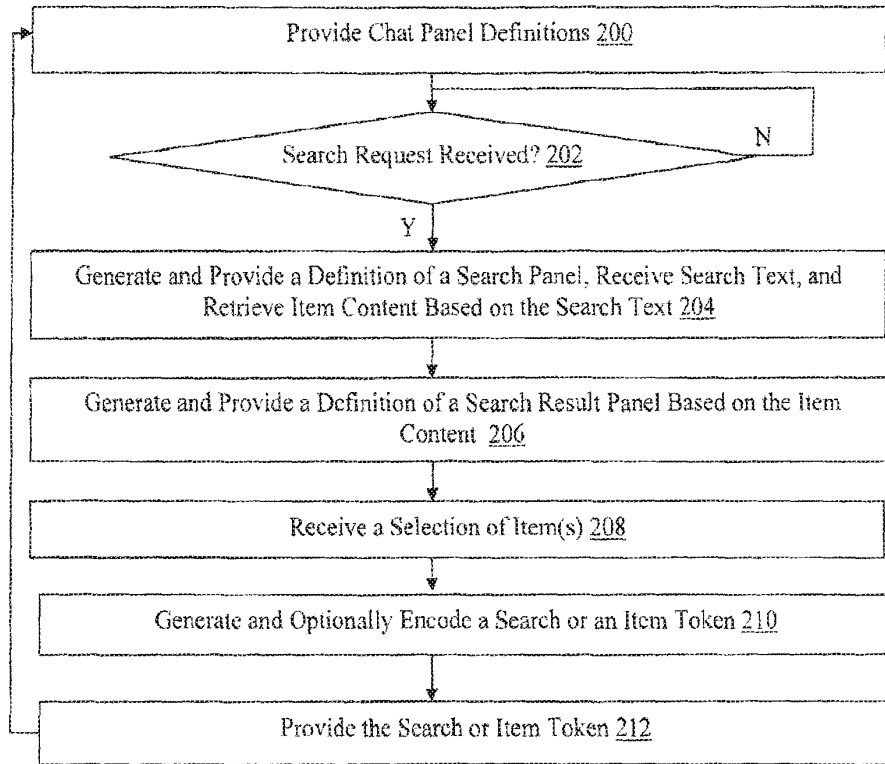 Provide Chat Panel Definitions 200
Search Request Received? 202
N
Y
Generate and Provide a Definition of a Search Panel, Receive Search Text, and
Retrieve Item Content Based on the Search Text 204
Generate and Provide a Definition of a Search Result Panel Based on the Item
Content 206
Receive a Selection of Item(s) 208
Generate and Optionally Encode a Search or an Item Token 210
Provide the Search or Item Token 212